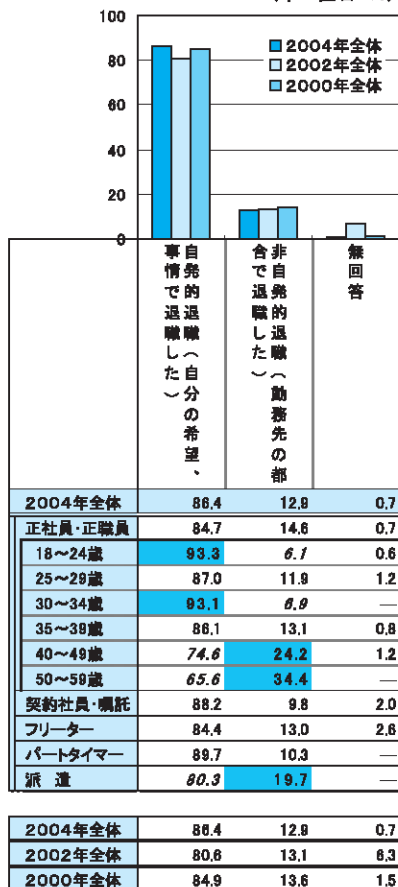 100
80
60
40
20
0
2004年全体
2002年全体
2000年全体
自発的退職(自分の希望、事情で退職した)
非自発的退職(勤務先の都合で退職した)
無回答
2004年全体 86.4 12.9 0.7
正社員・正職員 84.7 14.6 0.7
18〜24歳 93.3 6.1 0.6
25〜29歳 87.0 11.9 1.2
30〜34歳 93.1 6.9 —
35〜39歳 86.1 13.1 0.8
40〜49歳 74.6 24.2 1.2
50〜59歳 65.6 34.4 —
契約社員・嘱託 88.2 9.8 2.0
フリーター 84.4 13.0 2.6
パートタイマー 89.7 10.3 —
派遣 80.3 19.7 —
2004年全体 86.4 12.9 0.7
2002年全体 80.6 13.1 6.3
2000年全体 84.9 13.6 1.5